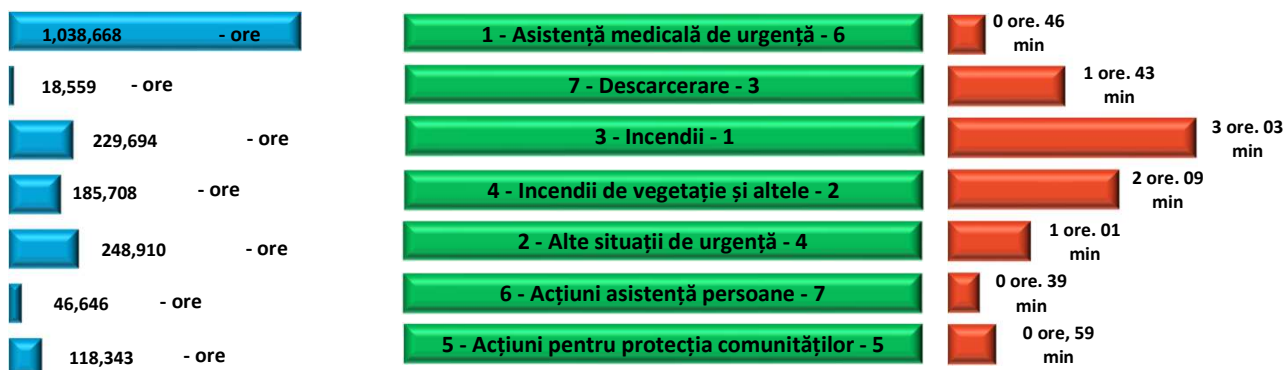 1,038,668 - ore
1 - Asistență medicală de urgență - 6
0 ore. 46
min
18,559 - ore
7 - Descarcerare - 3
1 ore. 43
min
229,694 - ore
3 - Incendii - 1
3 ore. 03
min
185,708 - ore
4 - Incendii de vegetație și altele - 2
2 ore. 09
min
248,910 - ore
2 - Alte situații de urgență - 4
1 ore. 01
min
46,646 - ore
6 - Acțiuni asistență persoane - 7
0 ore. 39
min
118,343 - ore
5 - Acțiuni pentru protecția comunităților - 5
0 ore, 59
min